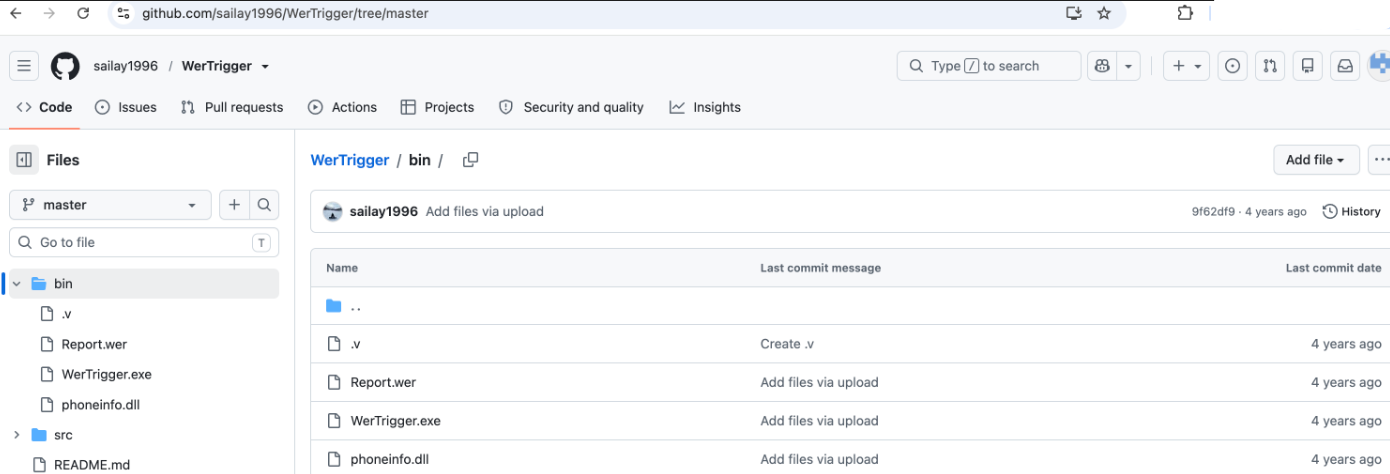 github.com/sailay1996/WerTrigger/tree/master
sailay1996 / WerTrigger
Type / to search
Code Issues Pull requests Actions Projects Security and quality Insights
Files
master
Go to file T
bin
.v
Report.wer
WerTrigger.exe
phoneinfo.dll
src
README.md
WerTrigger / bin /
Add file
sailay1996 Add files via upload 9f62df9 · 4 years ago History
Name Last commit message Last commit date
..
.v Create .v 4 years ago
Report.wer Add files via upload 4 years ago
WerTrigger.exe Add files via upload 4 years ago
phoneinfo.dll Add files via upload 4 years ago